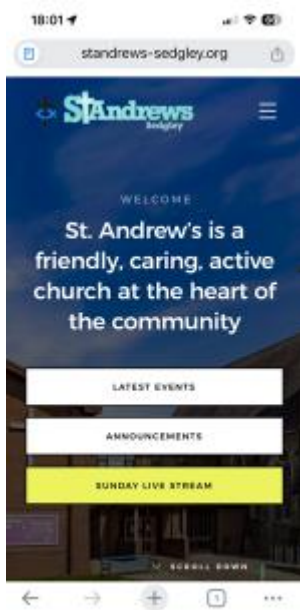 18:01
standrews-sedgley.org
StAndrews
Sedgley
WELCOME
St. Andrew's is a
friendly, caring, active
church at the heart of
the community
LATEST EVENTS
ANNOUNCEMENTS
SUNDAY LIVE STREAM
SCROLL DOWN
1